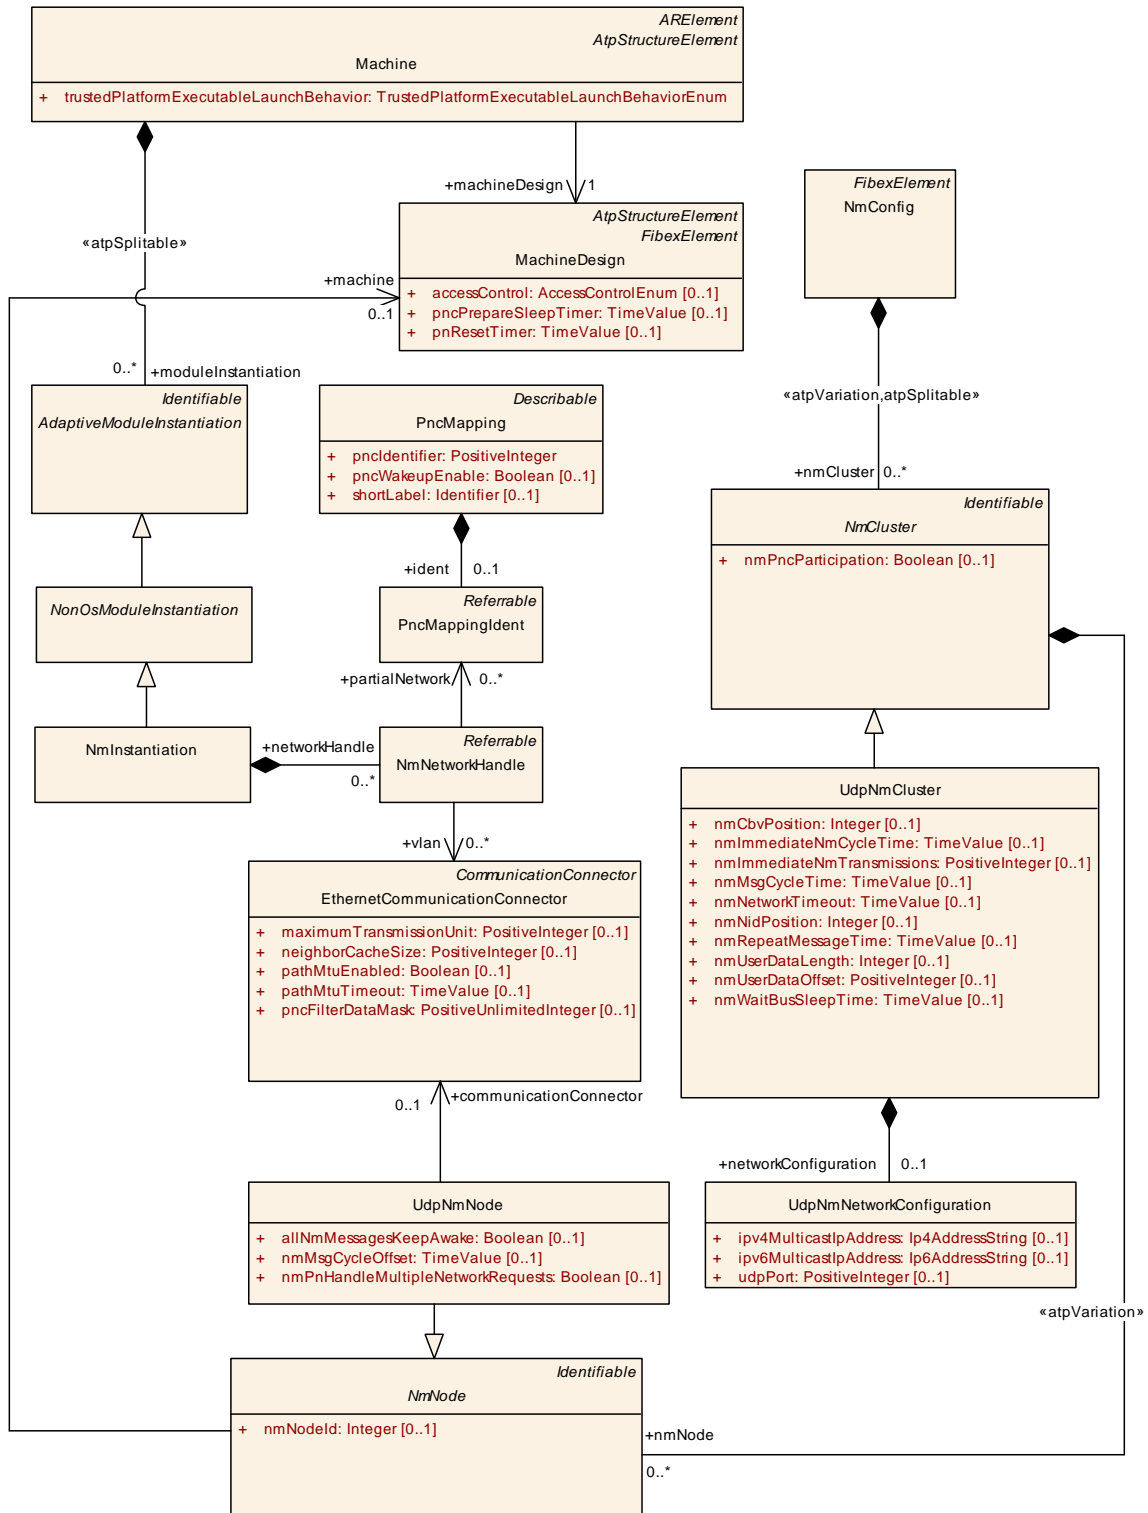 ARElement
AtpStructureElement
Machine
+ trustedPlatformExecutableLaunchBehavior: TrustedPlatformExecutableLaunchBehaviorEnum
+machineDesign 1
«atpSplitable»
AtpStructureElement
FibexElement
MachineDesign
+ accessControl: AccessControlEnum [0..1]
+ pncPrepareSleepTimer: TimeValue [0..1]
+ pnResetTimer: TimeValue [0..1]
+machine
0..1
FibexElement
NmConfig
«atpVariation,atpSplitable»
+nmCluster 0..*
0..* +moduleInstantiation
Identifiable
AdaptiveModuleInstantiation
Describable
PncMapping
+ pncIdentifier: PositiveInteger
+ pncWakeupEnable: Boolean [0..1]
+ shortLabel: Identifier [0..1]
+ident 0..1
Identifiable
NmCluster
+ nmPncParticipation: Boolean [0..1]
NonOsModuleInstantiation
Referrable
PncMappingIdent
+partialNetwork 0..*
NmInstantiation
+networkHandle
0..*
Referrable
NmNetworkHandle
+vlan 0..*
UdpNmCluster
+ nmCbvPosition: Integer [0..1]
+ nmImmediateNmCycleTime: TimeValue [0..1]
+ nmImmediateNmTransmissions: PositiveInteger [0..1]
+ nmMsgCycleTime: TimeValue [0..1]
+ nmNetworkTimeout: TimeValue [0..1]
+ nmNidPosition: Integer [0..1]
+ nmRepeatMessageTime: TimeValue [0..1]
+ nmUserDataLength: Integer [0..1]
+ nmUserDataOffset: PositiveInteger [0..1]
+ nmWaitBusSleepTime: TimeValue [0..1]
CommunicationConnector
EthernetCommunicationConnector
+ maximumTransmissionUnit: PositiveInteger [0..1]
+ neighborCacheSize: PositiveInteger [0..1]
+ pathMtuEnabled: Boolean [0..1]
+ pathMtuTimeout: TimeValue [0..1]
+ pncFilterDataMask: PositiveUnlimitedInteger [0..1]
0..1 +communicationConnector
+networkConfiguration 0..1
UdpNmNode
+ allNmMessagesKeepAwake: Boolean [0..1]
+ nmMsgCycleOffset: TimeValue [0..1]
+ nmPnHandleMultipleNetworkRequests: Boolean [0..1]
UdpNmNetworkConfiguration
+ ipv4MulticastIpAddress: Ip4AddressString [0..1]
+ ipv6MulticastIpAddress: Ip6AddressString [0..1]
+ udpPort: PositiveInteger [0..1]
«atpVariation»
Identifiable
NmNode
+ nmNodeId: Integer [0..1]
+nmNode
0..*